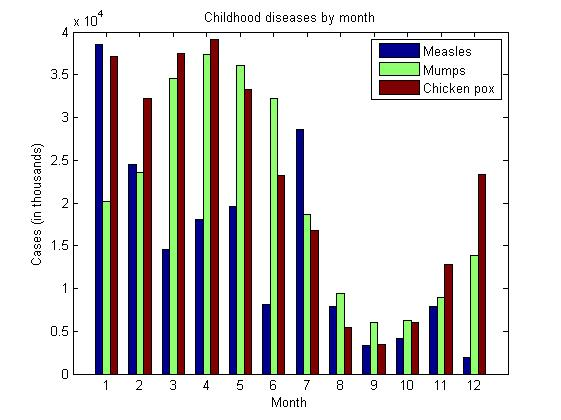 Childhood diseases by month
x 10^4
4
3.5
3
2.5
2
1.5
1
0.5
0
Cases (in thousands)
Measles
Mumps
Chicken pox
1 2 3 4 5 6 7 8 9 10 11 12
Month